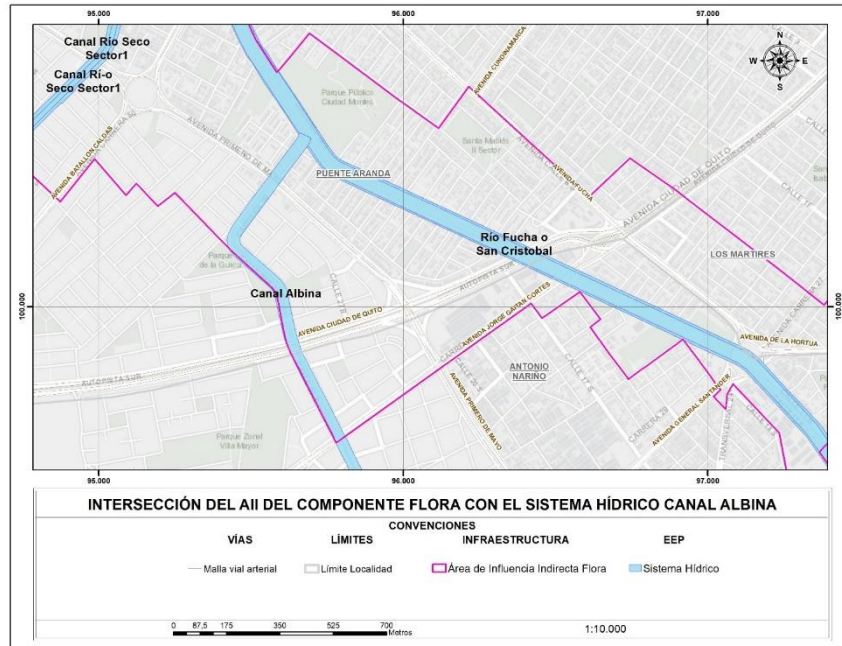 95.000
96.000
97.000
Canal Río Seco
Sector1
Canal Rí-o
Seco Sector1
AVENIDA BATALLON CALDAS
AVENIDA PRIMERO DE MA
Parque Público
Ciudad Montes
AVENIDA CUNDINAMARCA
Santa Matilde
II Sector
AVENIDA FUCHA
N
W
E
S
PUENTE ARANDA
AVENIDA CIUDAD DE QUITO
Río Fucha o
San Cristobal
LOS MARTIRES
AUTOPISTA SUR
Canal Albina
CALLE 27
AVENIDA CIUDAD DE QUITO
AVENIDA JORGE GAITAN CORTES
AVENIDA DE LA HORTUA
100.000
100.000
ANTONIO
NARIÑO
CALLE 17 S
AUTOPISTA SUR
AVENIDA PRIMERO DE MAYO
CARRERA 29
AVENIDA GENERAL SANTANDER
Parque Zonal
Villa Mayor
95.000
96.000
97.000
INTERSECCIÓN DEL AII DEL COMPONENTE FLORA CON EL SISTEMA HÍDRICO CANAL ALBINA
CONVENCIONES
VÍAS LÍMITES INFRAESTRUCTURA EEP
Malla vial arterial Límite Localidad Área de Influencia Indirecta Flora Sistema Hídrico
0 87,5 175 350 525 700
Metros
1:10.000